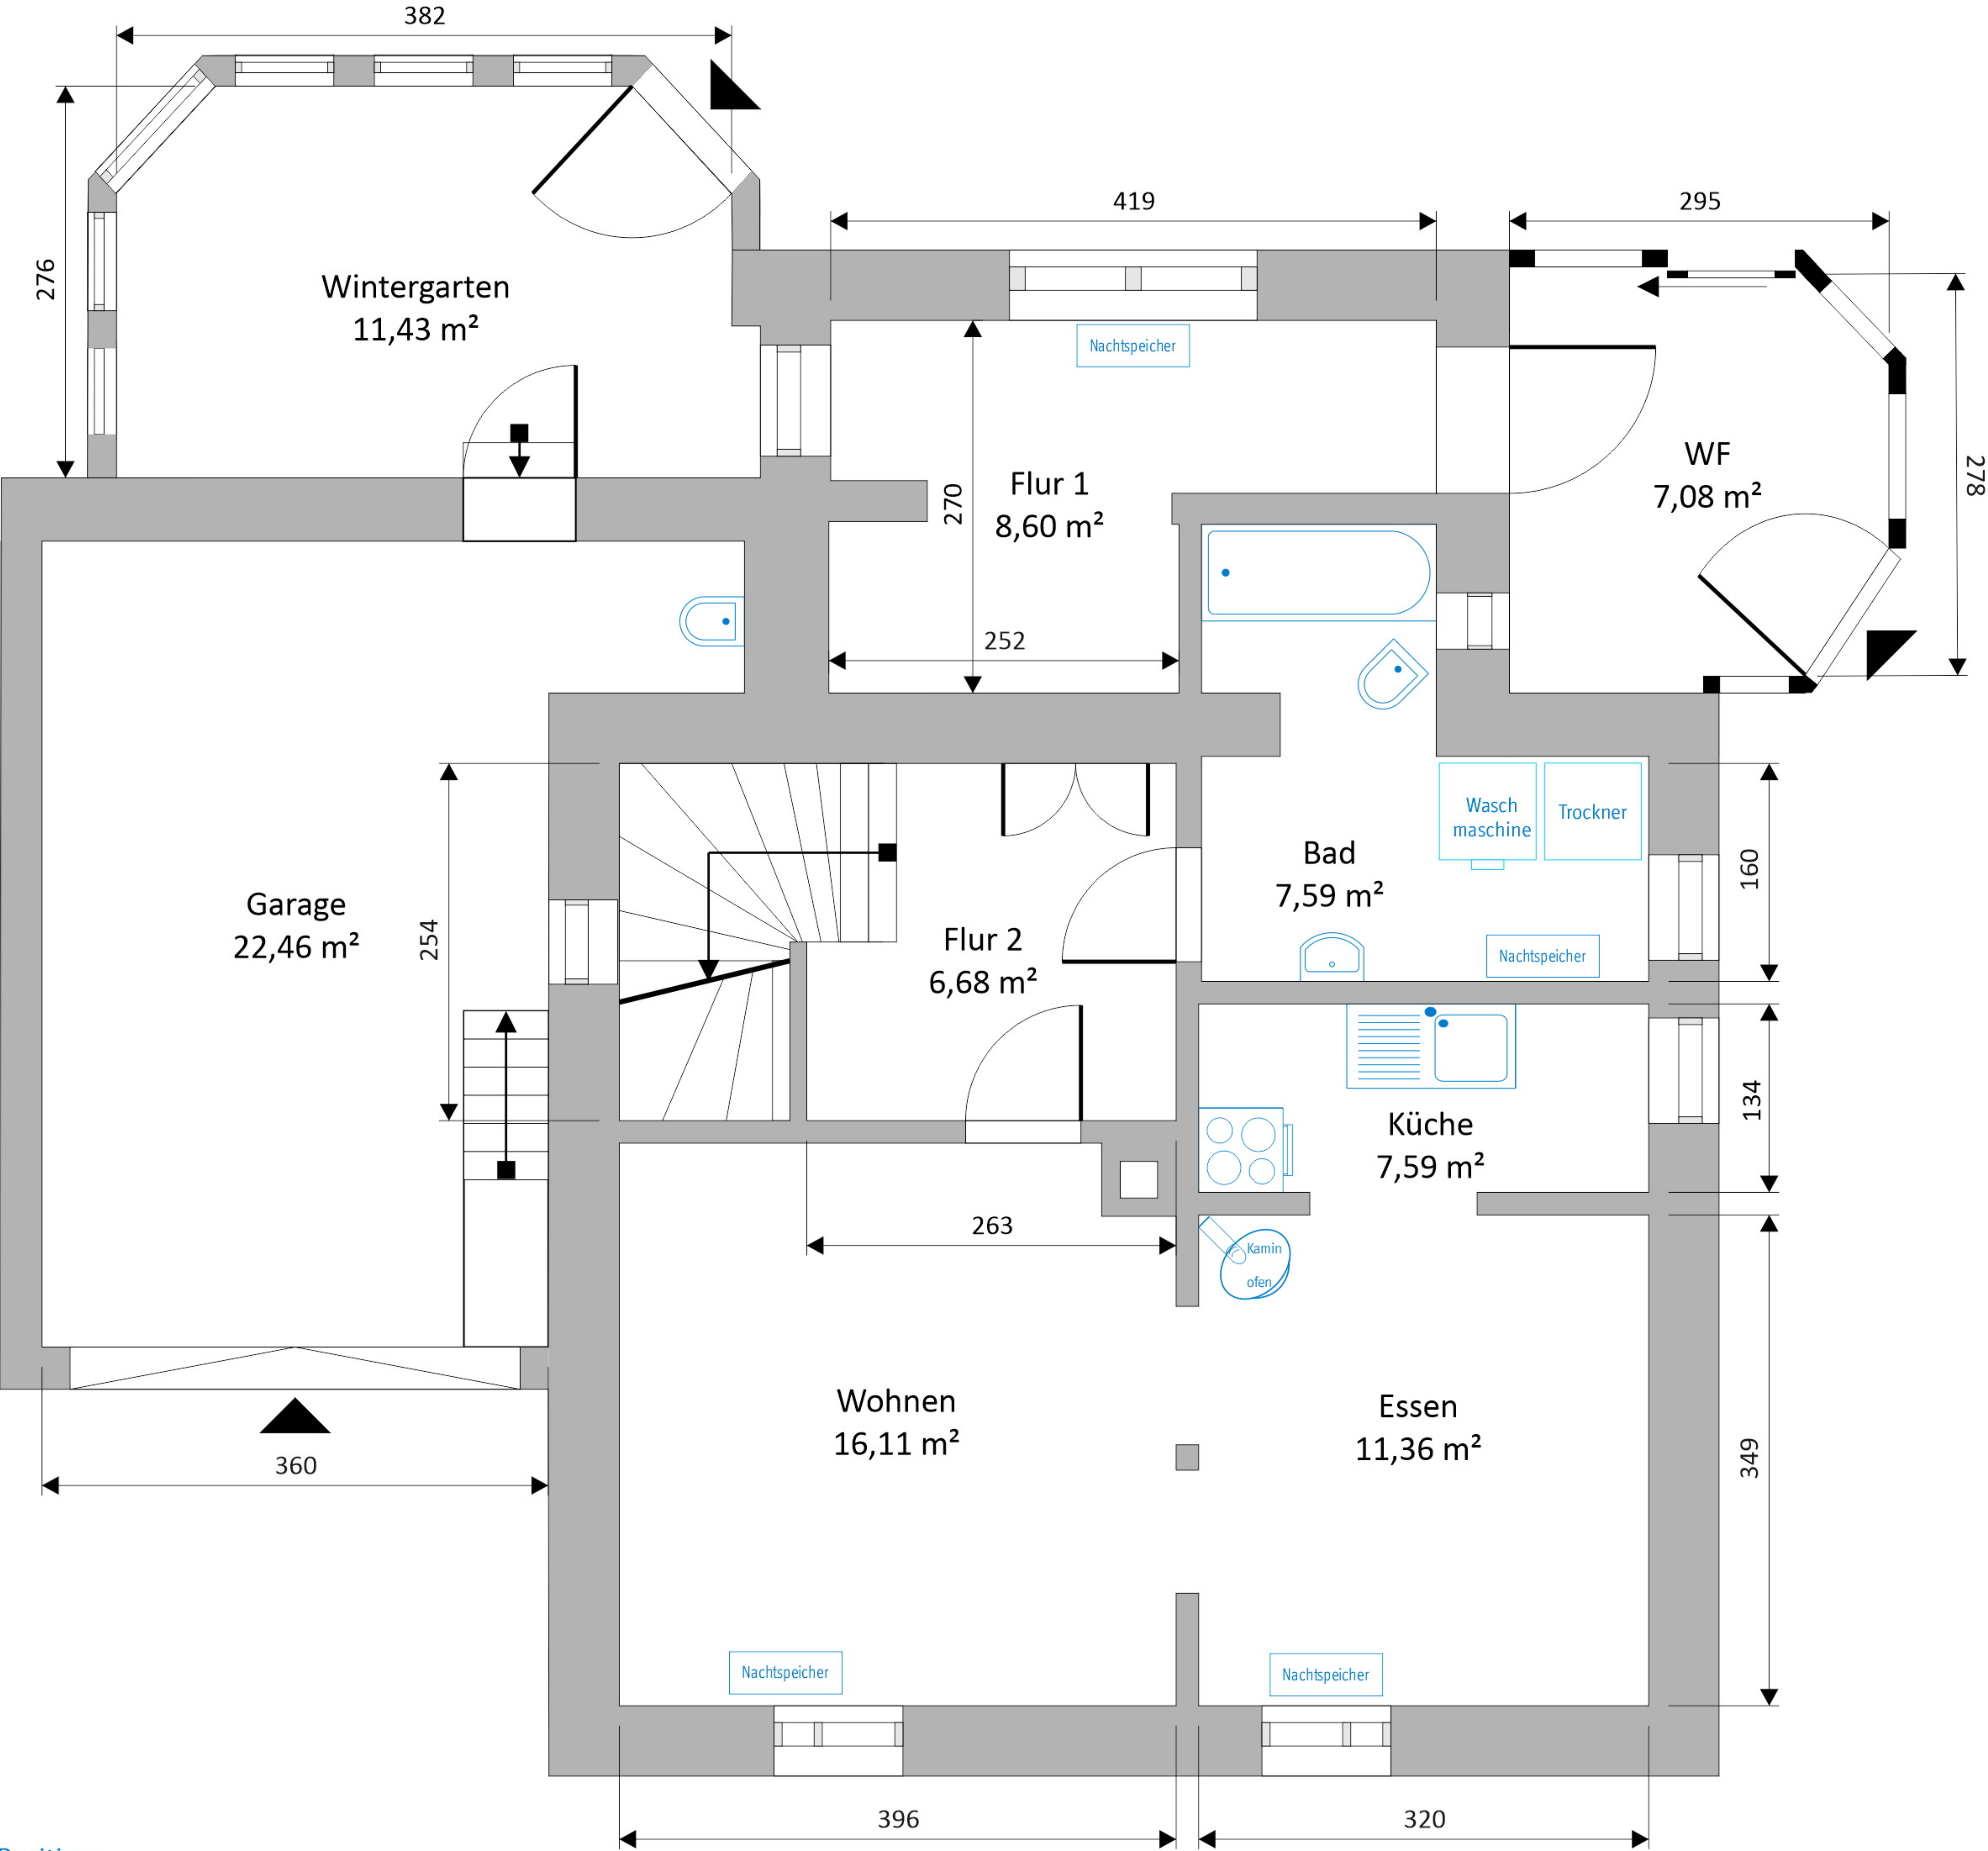 382
276
Wintergarten
11,43 m²
419
295
Nachtspeicher
Flur 1
8,60 m²
270
252
WF
7,08 m²
278
Garage
22,46 m²
254
Flur 2
6,68 m²
Wasch
maschine
Trockner
Bad
7,59 m²
160
Nachtspeicher
Küche
7,59 m²
134
263
Kamin
ofen
Wohnen
16,11 m²
Essen
11,36 m²
349
360
Nachtspeicher
Nachtspeicher
396
320